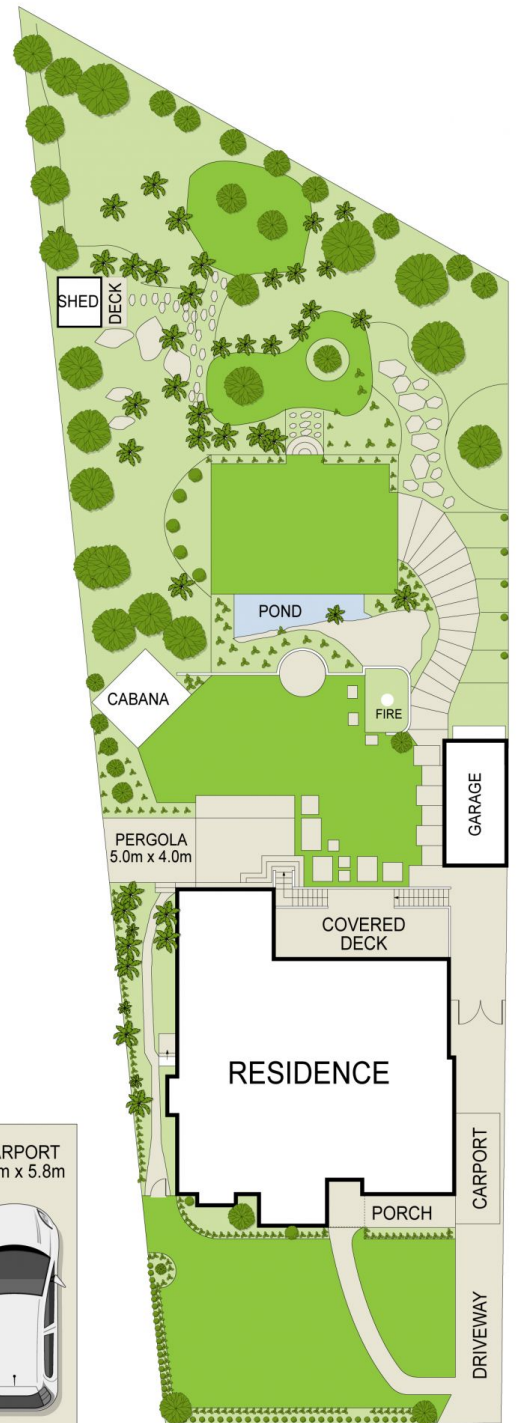 SHED
DECK
POND
CABANA
FIRE
GARAGE
PERGOLA
5.0m x 4.0m
COVERED
DECK
RESIDENCE
CARPORT
PORCH
DRIVEWAY
m x 5.8m